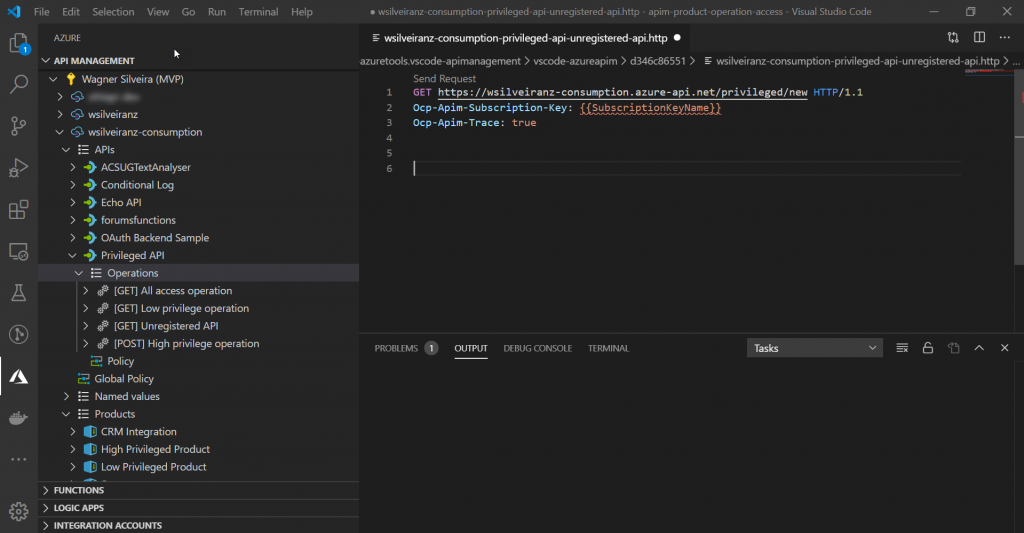 File Edit Selection View Go Run Terminal Help
● wsilveiranz-consumption-privileged-api-unregistered-api.http - apim-product-operation-access - Visual Studio Code
1
AZURE
API MANAGEMENT
Wagner Silveira (MVP)
wsilveiranz
wsilveiranz-consumption
APIs
ACSUGTextAnalyser
Conditional Log
Echo API
forumsfunctions
OAuth Backend Sample
Privileged API
Operations
[GET] All access operation
[GET] Low privilege operation
[GET] Unregistered API
[POST] High privilege operation
Policy
Global Policy
Named values
Products
CRM Integration
High Privileged Product
Low Privileged Product
FUNCTIONS
LOGIC APPS
INTEGRATION ACCOUNTS
wsilveiranz-consumption-privileged-api-unregistered-api.http ●
azuretools.vscode-apimanagement > vscode-azureapim > d346c86551 > wsilveiranz-consumption-privileged-api-unregistered-api.http > ...
Send Request
1 GET https://wsilveiranz-consumption.azure-api.net/privileged/new HTTP/1.1
2 Ocp-Apim-Subscription-Key: {{SubscriptionKeyName}}
3 Ocp-Apim-Trace: true
4
5
6
PROBLEMS 1 OUTPUT DEBUG CONSOLE TERMINAL Tasks